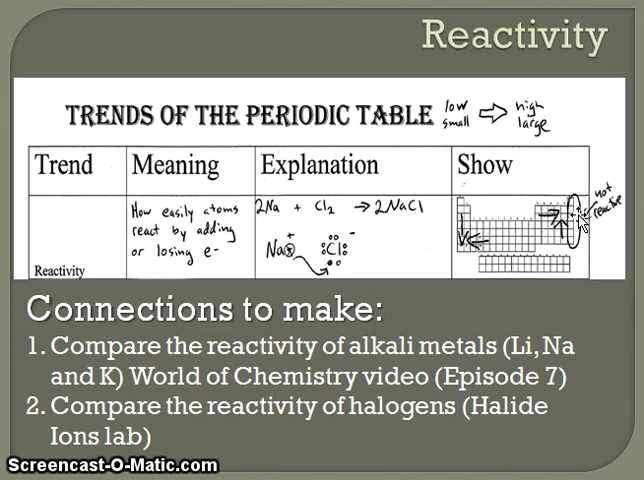 Reactivity
TRENDS OF THE PERIODIC TABLE
low
small
high
large
Trend Meaning Explanation Show
Reactivity
How easily atoms
react by adding
or losing e-
2Na + Cl2 → 2NaCl
Na +
Cl -
not
reactive
Connections to make:
1. Compare the reactivity of alkali metals (Li, Na
and K) World of Chemistry video (Episode 7)
2. Compare the reactivity of halogens (Halide
Ions lab)
Screencast-O-Matic.com